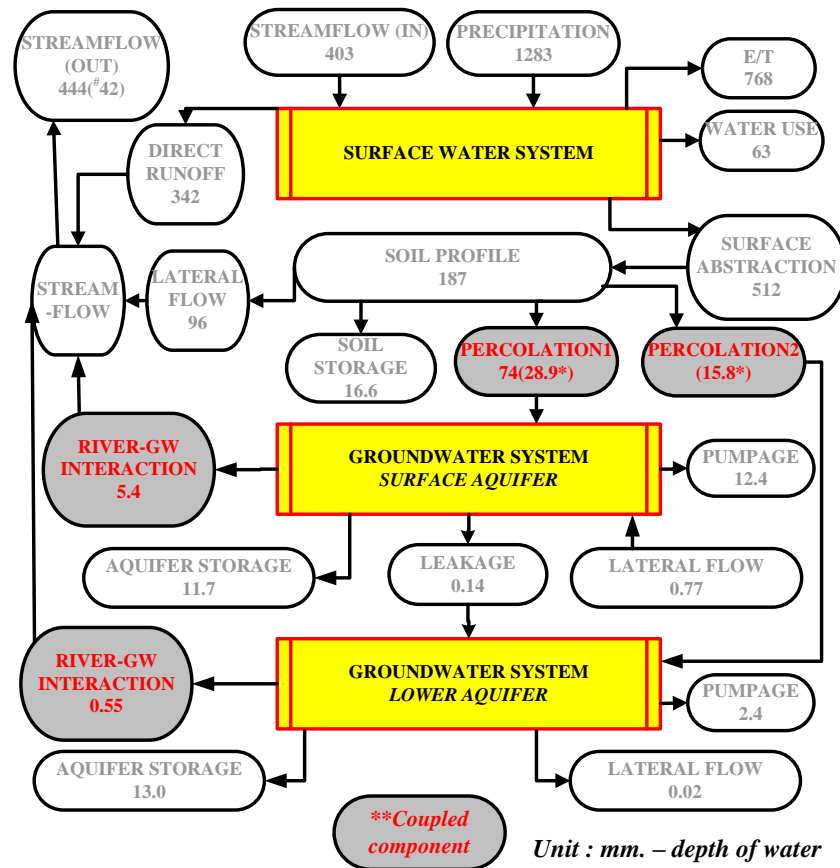 STREAMFLOW
(OUT)
444(#42)
STREAMFLOW (IN)
403
PRECIPITATION
1283
E/T
768
WATER USE
63
DIRECT
RUNOFF
342
SURFACE WATER SYSTEM
SURFACE
ABSTRACTION
512
SOIL PROFILE
187
STREAM
-FLOW
LATERAL
FLOW
96
SOIL
STORAGE
16.6
PERCOLATION1
74(28.9*)
PERCOLATION2
(15.8*)
RIVER-GW
INTERACTION
5.4
GROUNDWATER SYSTEM
SURFACE AQUIFER
PUMPAGE
12.4
AQUIFER STORAGE
11.7
LEAKAGE
0.14
LATERAL FLOW
0.77
RIVER-GW
INTERACTION
0.55
GROUNDWATER SYSTEM
LOWER AQUIFER
PUMPAGE
2.4
AQUIFER STORAGE
13.0
LATERAL FLOW
0.02
**Coupled
component
Unit : mm. – depth of water